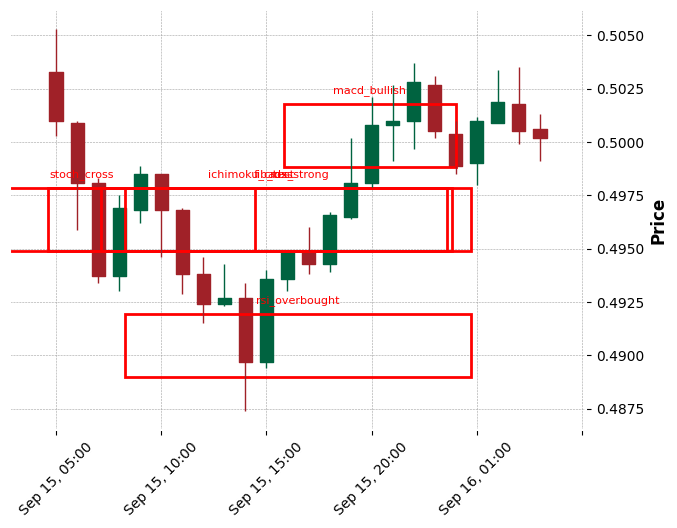 0.5050
0.5025
macd_bullish
0.5000
stoch_cross
0.4975
0.4950
rsi_overbought
0.4925
0.4900
0.4875
Price
Sep 15, 05:00
Sep 15, 10:00
Sep 15, 15:00
Sep 15, 20:00
Sep 16, 01:00